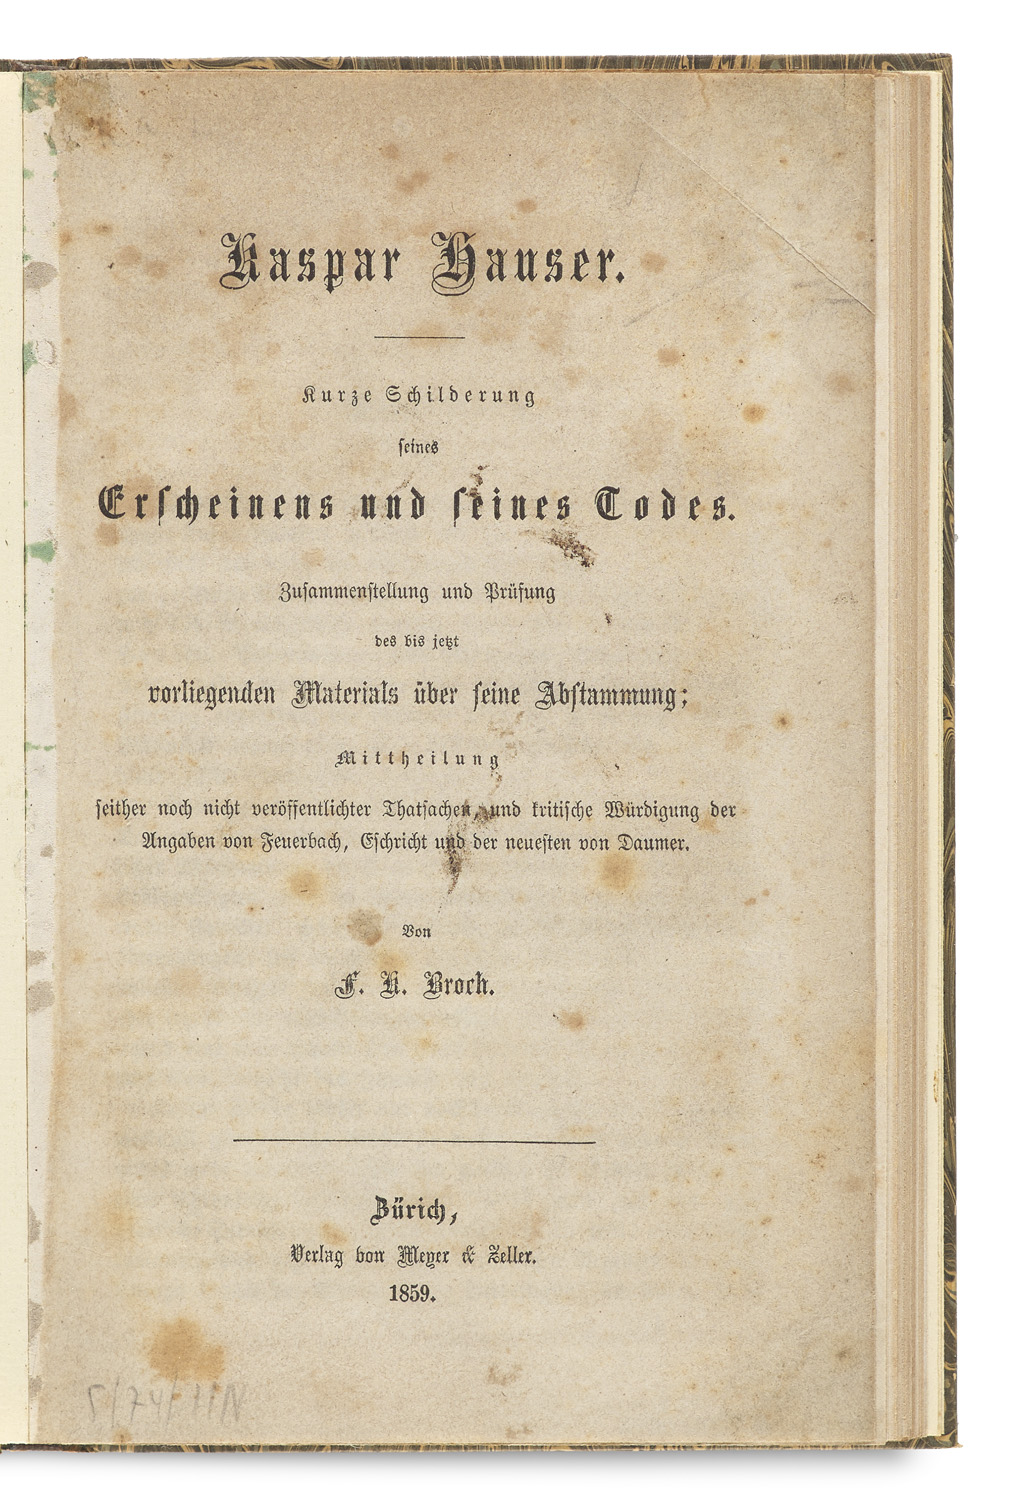 Kaspar Hauser.
Kurze Schilderung
seines
Erscheinens und seines Todes.
Zusammenstellung und Prüfung
des bis jetzt
vorliegenden Materials über seine Abstammung;
Mittheilung
seither noch nicht veröffentlichter Thatsachen, und kritische Würdigung der
Angaben von Feuerbach, Eschricht und der neuesten von Daumer.
Von
F. K. Broch.
Zürich,
Verlag von Meyer & Zeller.
1859.